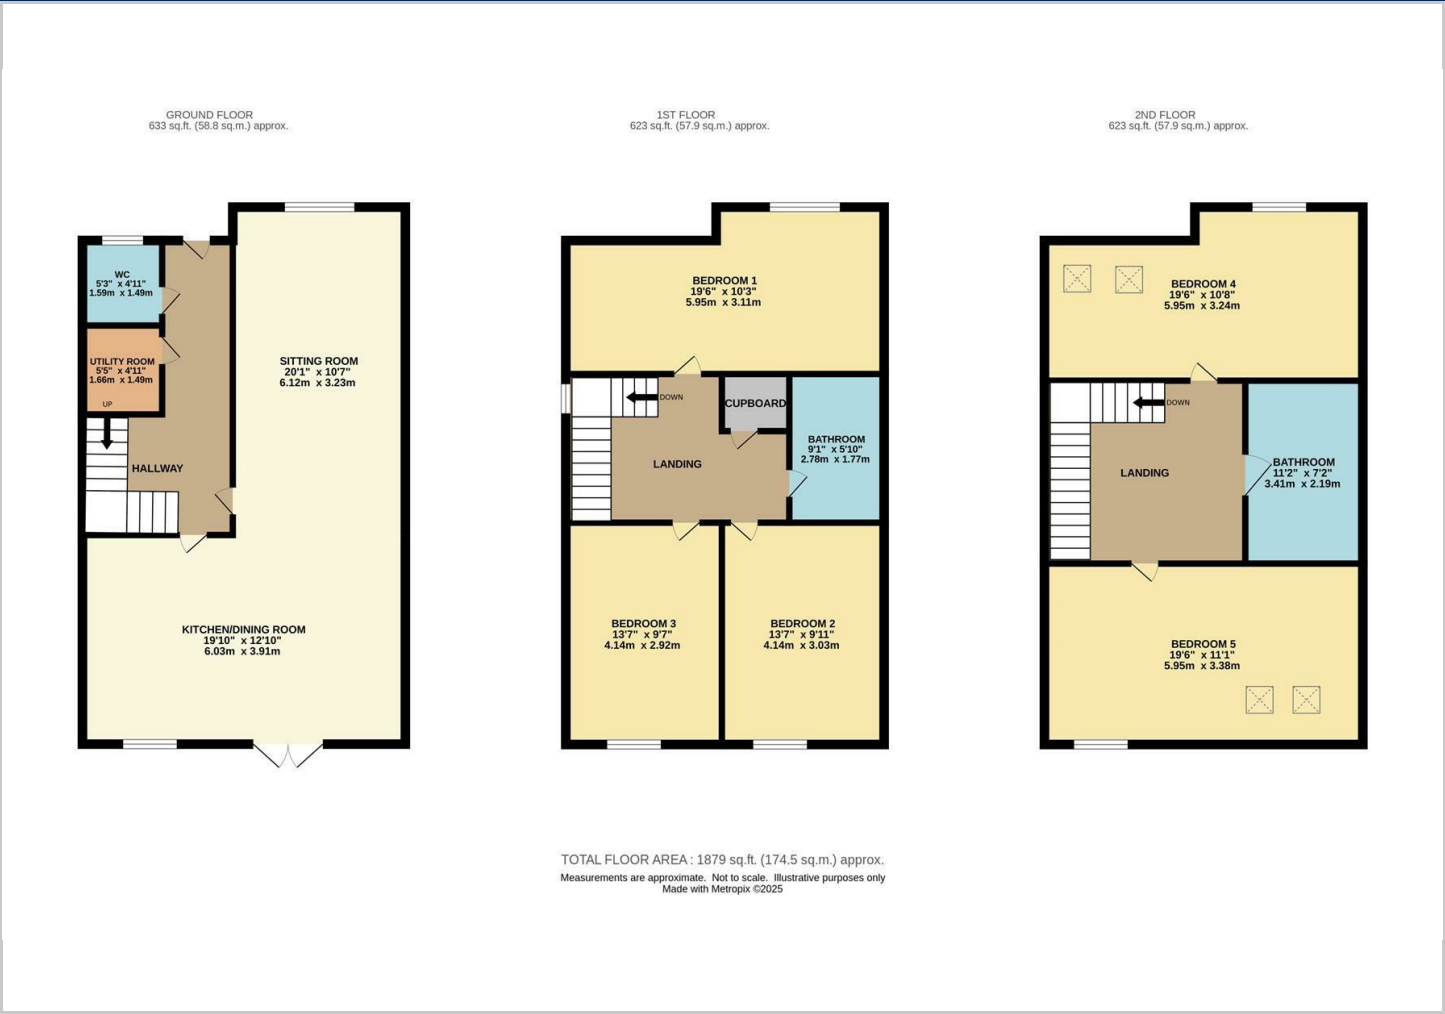 GROUND FLOOR
633 sq.ft. (58.8 sq.m.) approx.
1ST FLOOR
623 sq.ft. (57.9 sq.m.) approx.
2ND FLOOR
623 sq.ft. (57.9 sq.m.) approx.
WC
5'3" x 4'11"
1.59m x 1.49m
UTILITY ROOM
5'5" x 4'11"
1.66m x 1.49m
UP
HALLWAY
SITTING ROOM
20'1" x 10'7"
6.12m x 3.23m
KITCHEN/DINING ROOM
19'10" x 12'10"
6.03m x 3.91m
BEDROOM 1
19'6" x 10'3"
5.95m x 3.11m
DOWN
CUPBOARD
LANDING
BATHROOM
9'1" x 5'10"
2.78m x 1.77m
BEDROOM 3
13'7" x 9'7"
4.14m x 2.92m
BEDROOM 2
13'7" x 9'11"
4.14m x 3.03m
BEDROOM 4
19'6" x 10'8"
5.95m x 3.24m
DOWN
LANDING
BATHROOM
11'2" x 7'2"
3.41m x 2.19m
BEDROOM 5
19'6" x 11'1"
5.95m x 3.38m
TOTAL FLOOR AREA : 1879 sq.ft. (174.5 sq.m.) approx.
Measurements are approximate. Not to scale. Illustrative purposes only
Made with Metropix ©2025